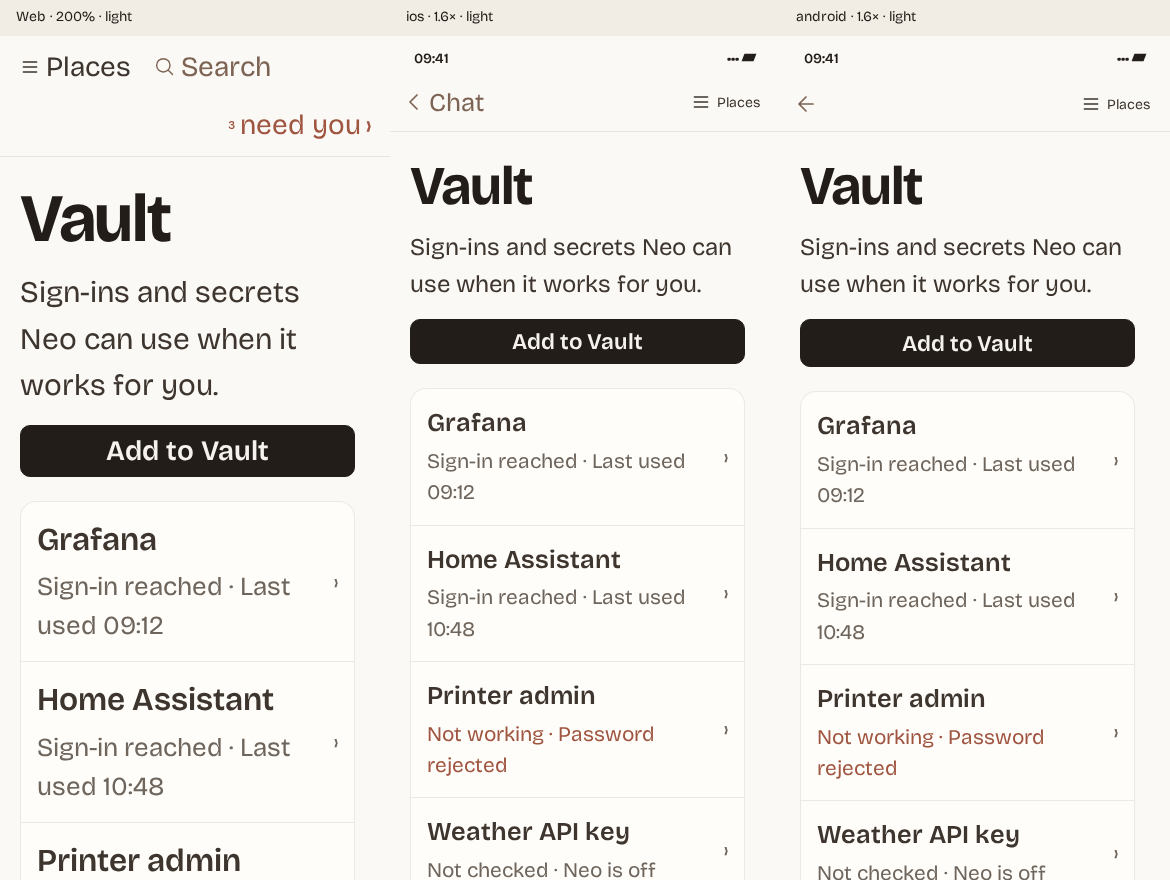 Web · 200% · light
Places
Search
3 need you ›
Vault
Sign-ins and secrets
Neo can use when it
works for you.
Add to Vault
Grafana
Sign-in reached · Last
used 09:12
›
Home Assistant
Sign-in reached · Last
used 10:48
›
Printer admin
ios · 1.6× · light
09:41
Chat
Places
Vault
Sign-ins and secrets Neo can
use when it works for you.
Add to Vault
Grafana
Sign-in reached · Last used
09:12
›
Home Assistant
Sign-in reached · Last used
10:48
›
Printer admin
Not working · Password
rejected
›
Weather API key
Not checked · Neo is off
›
android · 1.6× · light
09:41
Places
Vault
Sign-ins and secrets Neo can
use when it works for you.
Add to Vault
Grafana
Sign-in reached · Last used
09:12
›
Home Assistant
Sign-in reached · Last used
10:48
›
Printer admin
Not working · Password
rejected
›
Weather API key
Not checked · Neo is off
›